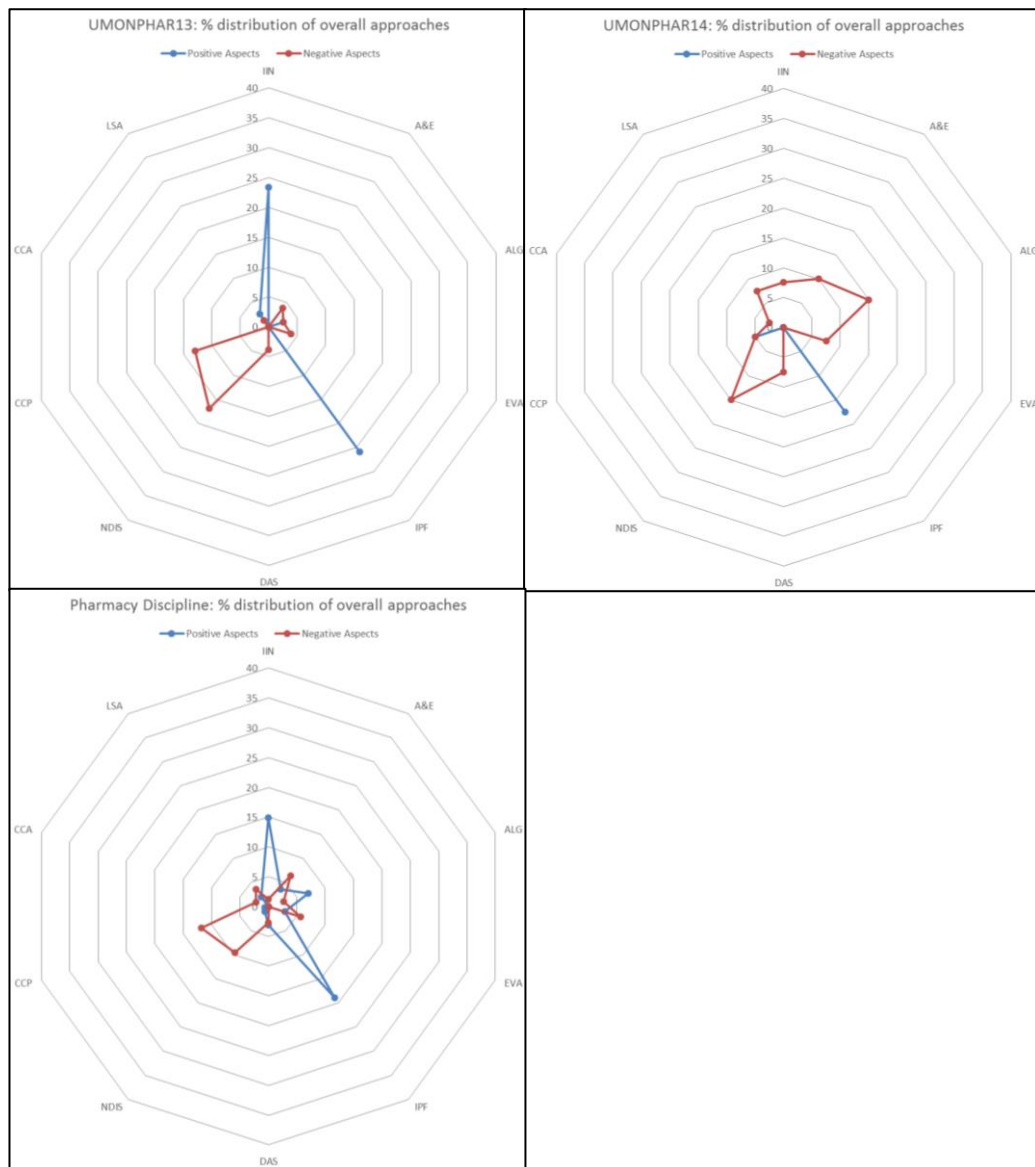 UMONPHAR13: % distribution of overall approaches
Positive Aspects Negative Aspects
IIN
40
35
30
25
20
15
10
5
0
A&E
ALG
EVA
IPF
DAS
NDIS
CCP
CCA
LSA
UMONPHAR14: % distribution of overall approaches
Positive Aspects Negative Aspects
IIN
40
35
30
25
20
15
10
5
0
A&E
ALG
EVA
IPF
DAS
NDIS
CCP
CCA
LSA
Pharmacy Discipline: % distribution of overall approaches
Positive Aspects Negative Aspects
IIN
40
35
30
25
20
15
10
5
0
A&E
ALG
EVA
IPF
DAS
NDIS
CCP
CCA
LSA